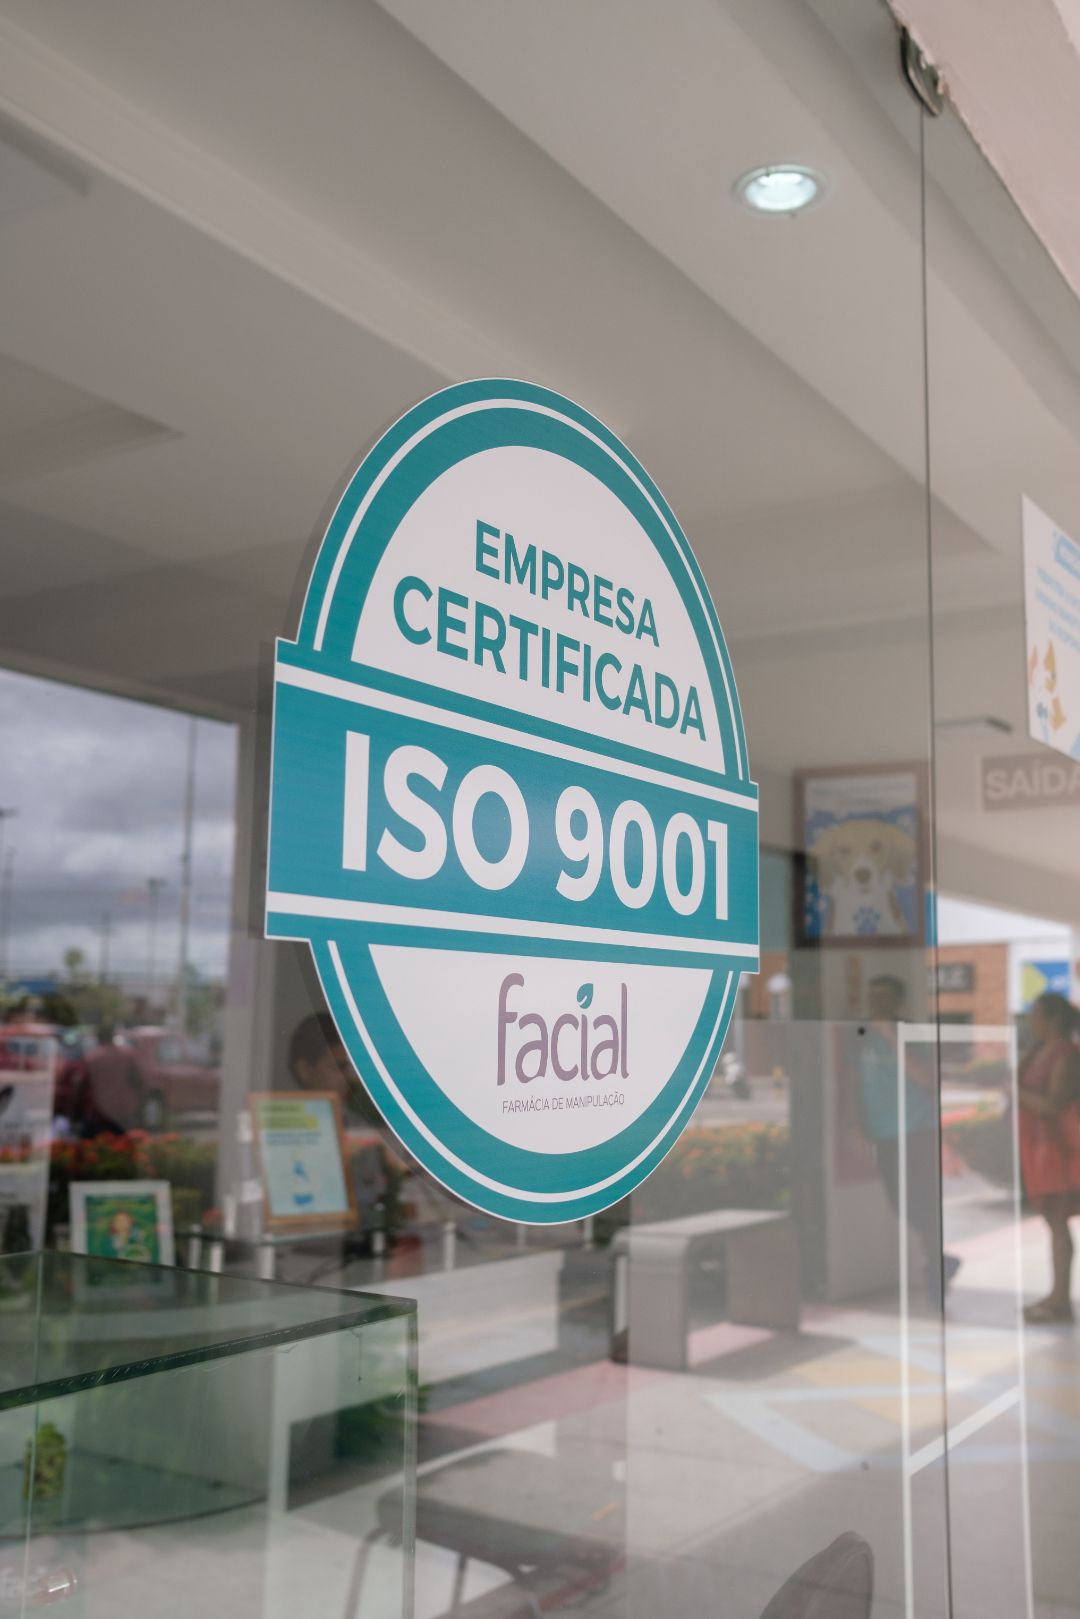 EMPRESA
CERTIFICADA
ISO 9001
facial
FARMÁCIA DE MANIPULAÇÃO
SAÍDA